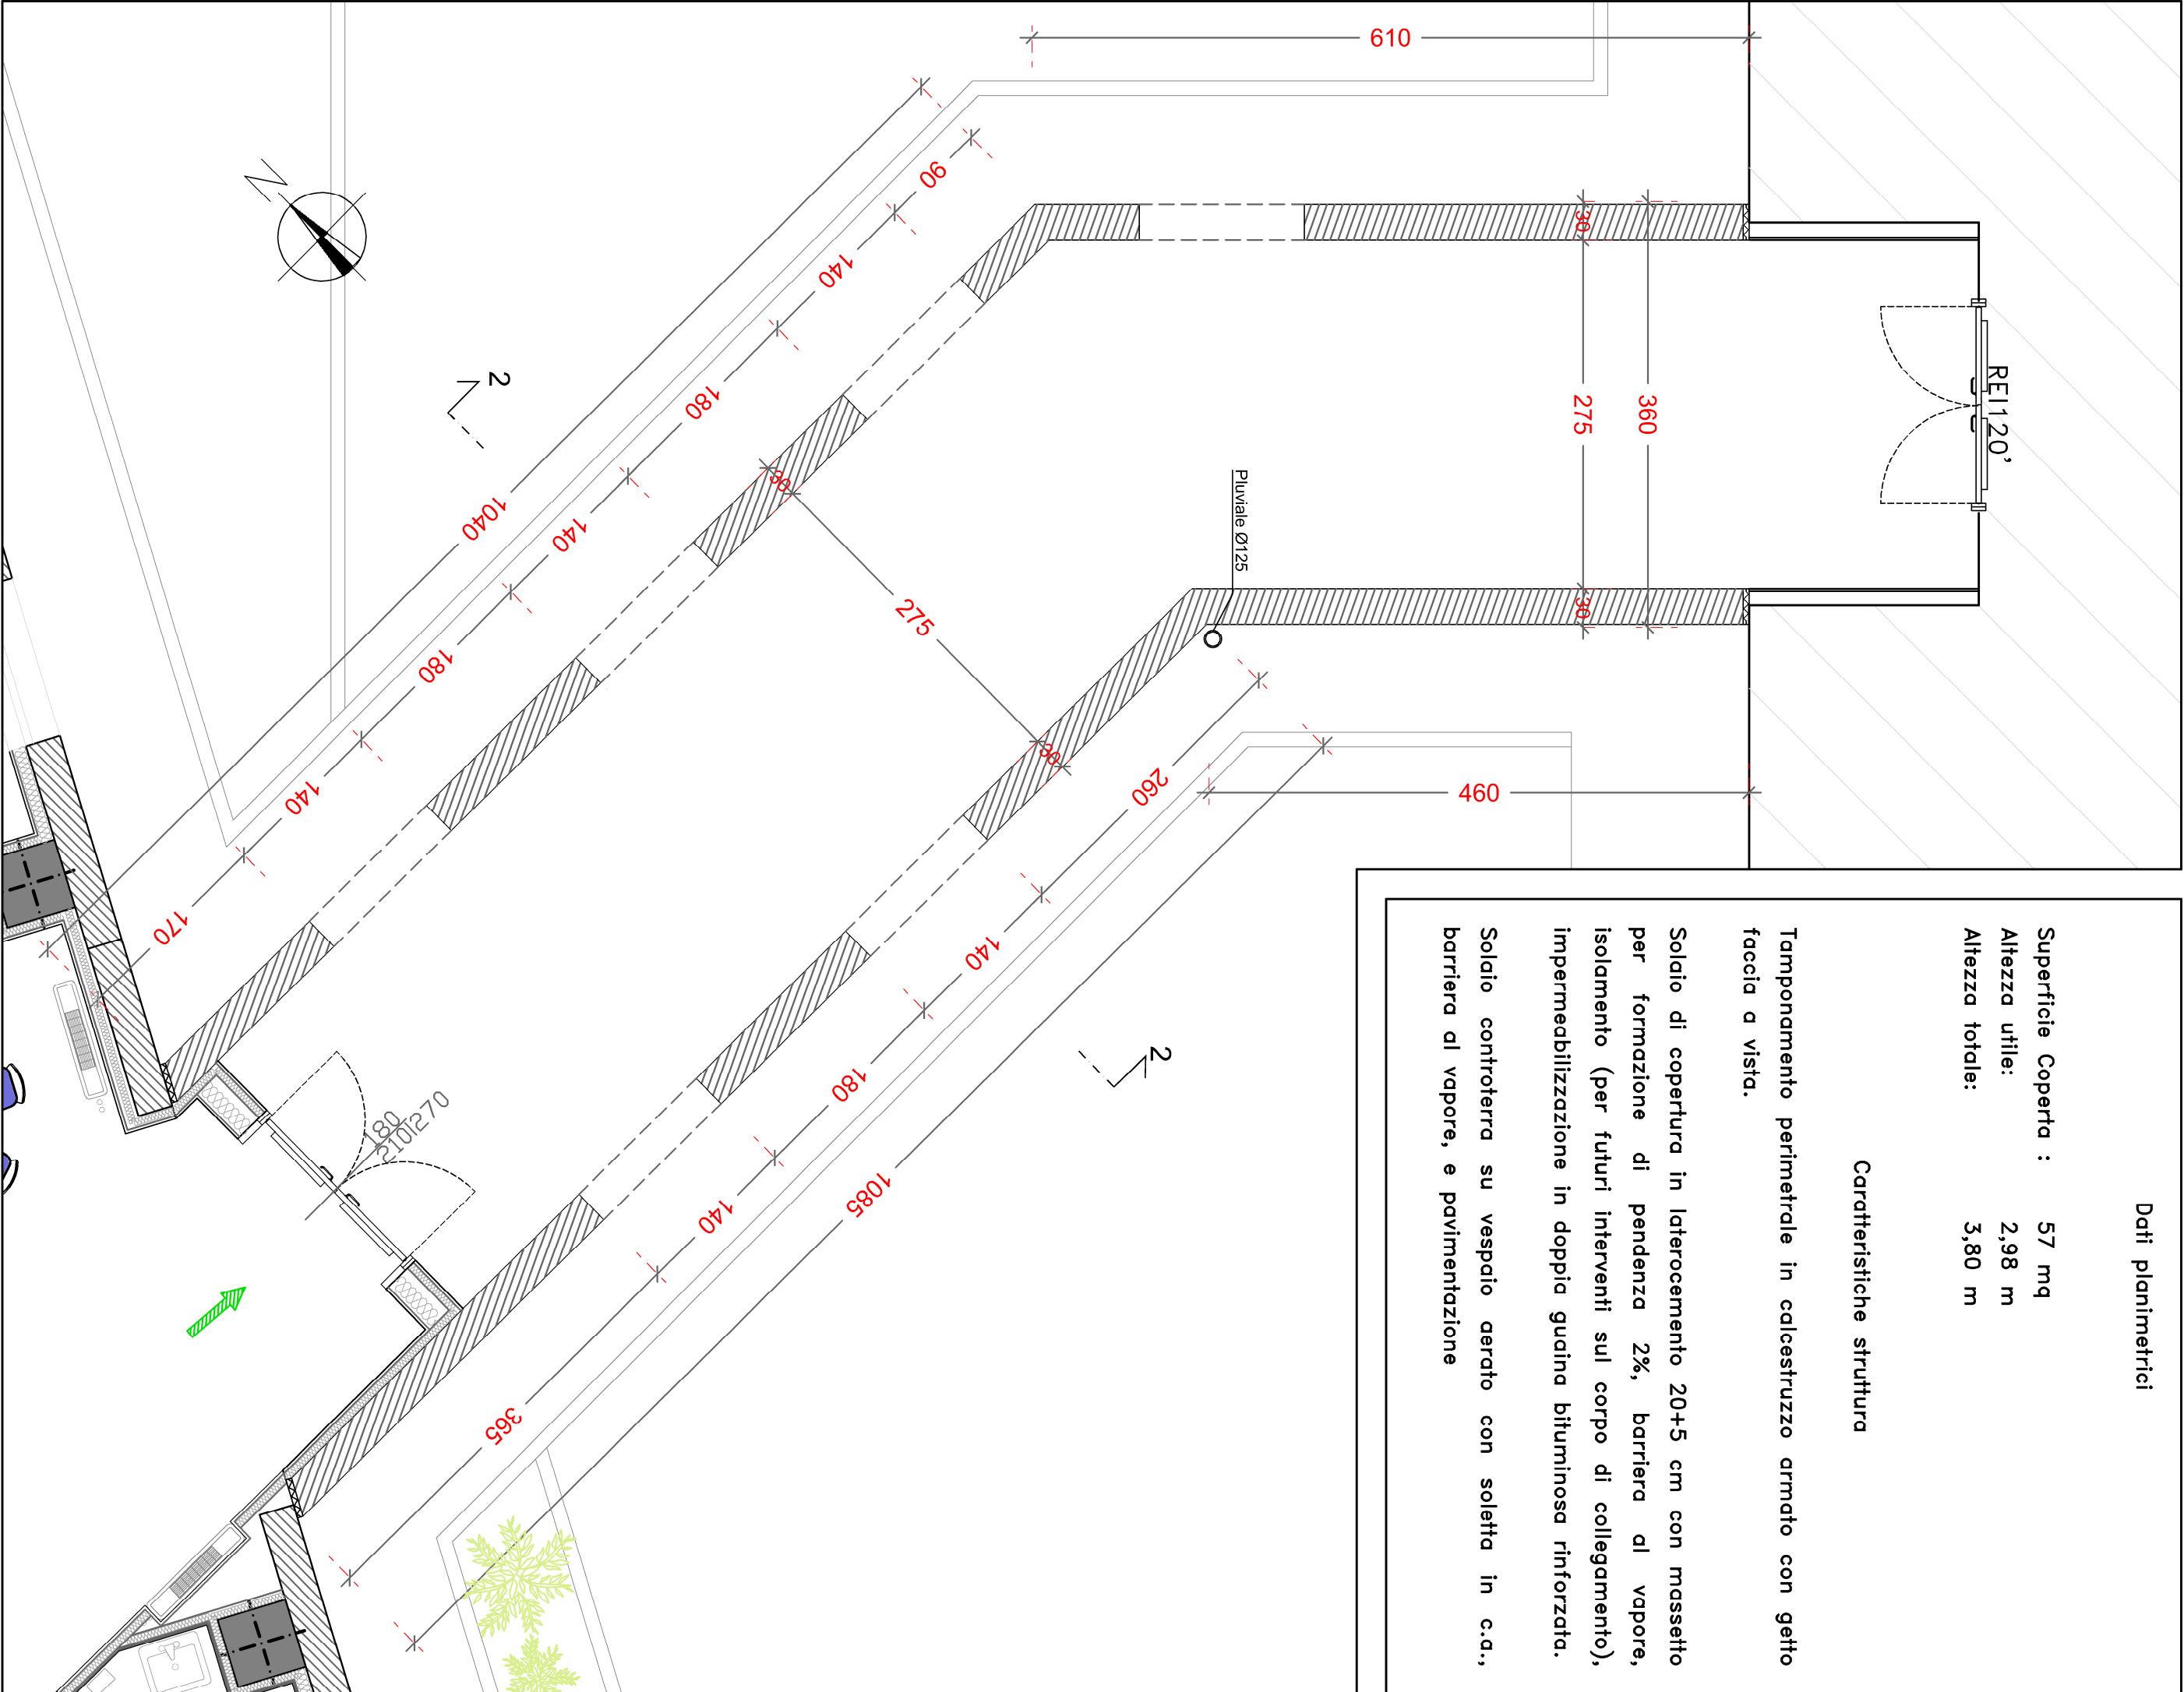 Dati planimetrici
Superficie Coperta : 57 mq
Altezza utile: 2,98 m
Altezza totale: 3,80 m
Caratteristiche struttura
Tamponamento perimetrale in calcestruzzo armato con getto
faccia a vista.
Solaio di copertura in laterocemento 20+5 cm con massetto
per formazione di pendenza 2%, barriera al vapore,
isolamento (per futuri interventi sul corpo di collegamento),
impermeabilizzazione in doppia guaina bituminosa rinforzata.
Solaio controterra su vespaio aerato con soletta in c.a.,
barriera al vapore, e pavimentazione
REI120'
360
30
275
30
610
460
Pluviale Ø125
N
2
2
1040
90
140
180
140
180
140
170
30
275
30
260
140
180
140
365
1085
180
210/270